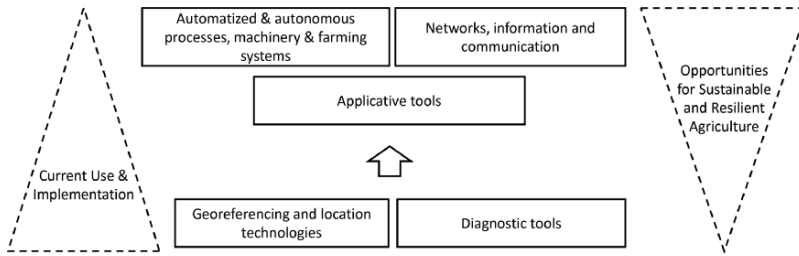 Automatized & autonomous
processes, machinery & farming
systems
Networks, information and
communication
Applicative tools
Opportunities
for Sustainable
and Resilient
Agriculture
Current Use &
Implementation
Georeferencing and location
technologies
Diagnostic tools